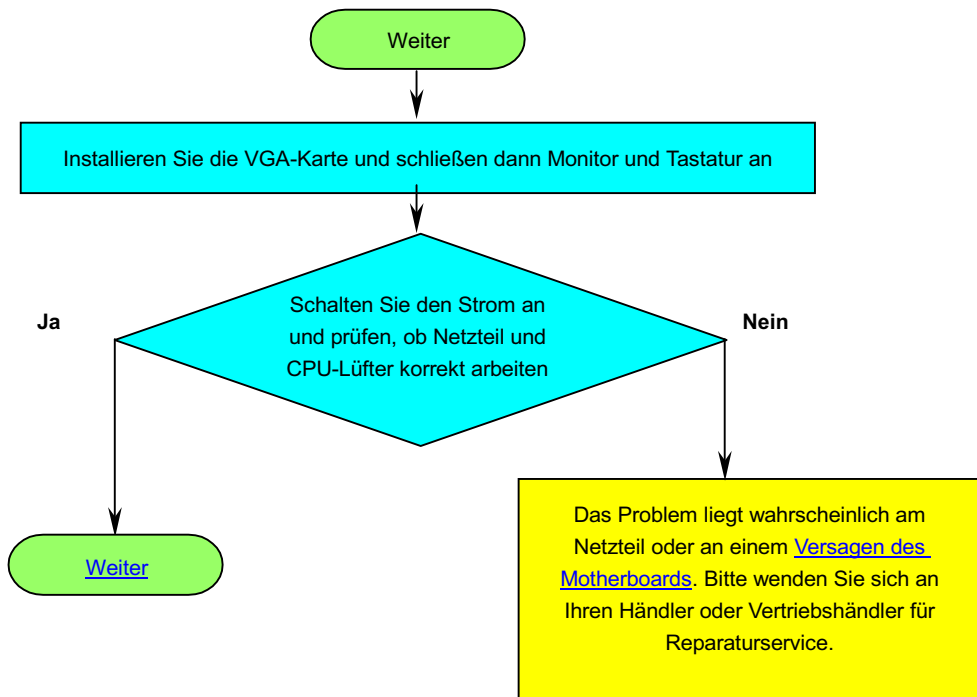 Weiter
Installieren Sie die VGA-Karte und schließen dann Monitor und Tastatur an
Schalten Sie den Strom an
und prüfen, ob Netzteil und
CPU-Lüfter korrekt arbeiten
Ja
Nein
Weiter
Das Problem liegt wahrscheinlich am
Netzteil oder an einem Versagen des
Motherboards. Bitte wenden Sie sich an
Ihren Händler oder Vertriebshändler für
Reparaturservice.